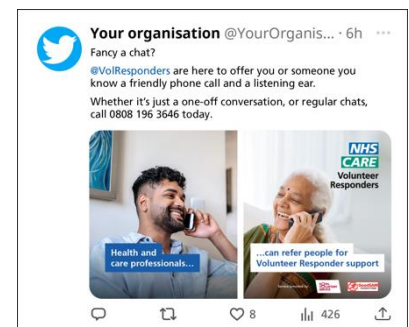 Your organisation @YourOrganis... · 6h ...
Fancy a chat?
@VolResponders are here to offer you or someone you
know a friendly phone call and a listening ear.
Whether it's just a one-off conversation, or regular chats,
call 0808 196 3646 today.
NHS
CARE
Volunteer
Responders
Health and
care professionals...
...can refer people for
Volunteer Responder support
8
426